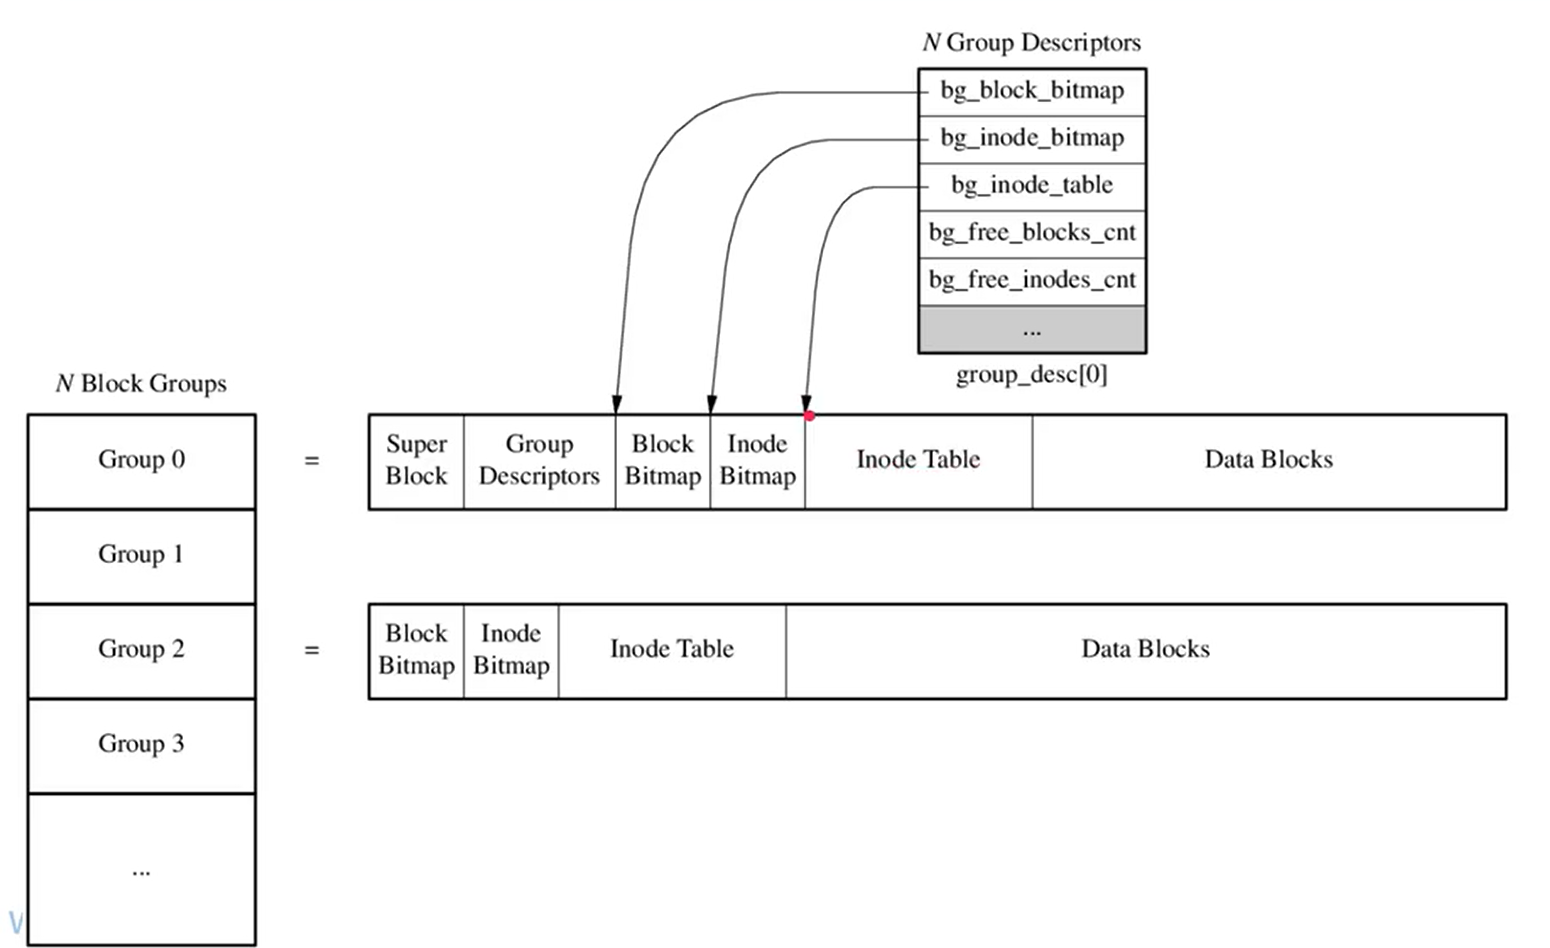 N Group Descriptors
bg_block_bitmap
bg_inode_bitmap
bg_inode_table
bg_free_blocks_cnt
bg_free_inodes_cnt
...
group_desc[0]
N Block Groups
Group 0
=
Super
Block
Group
Descriptors
Block
Bitmap
Inode
Bitmap
Inode Table
Data Blocks
Group 1
Group 2
=
Block
Bitmap
Inode
Bitmap
Inode Table
Data Blocks
Group 3
...